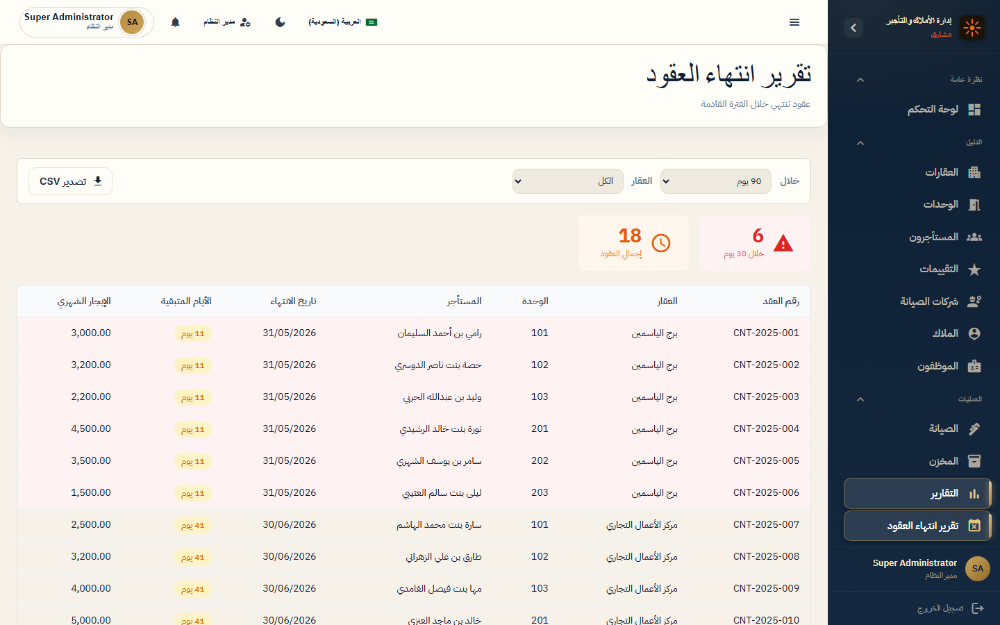 إدارة الأملاك والتأجير
مشارق
نظرة عامة
لوحة التحكم
الدليل
العقارات
الوحدات
المستأجرون
التقييمات
شركات الصيانة
الملاك
الموظفون
العمليات
الصيانة
المخزن
التقارير
تقرير انتهاء العقود
SA
Super Administrator
مدير النظام
تسجيل الخروج
العربية (السعودية)
مدير النظام
SA
Super Administrator
مدير النظام
تقرير انتهاء العقود
عقود تنتهي خلال الفترة القادمة
خلال 90 يوم العقار الكل تصدير CSV
6
خلال 30 يوم
18
إجمالي العقود
رقم العقد العقار الوحدة المستأجر تاريخ الانتهاء الأيام المتبقية الإيجار الشهري
CNT-2025-001 برج الياسمين 101 رامي بن أحمد السليمان 31/05/2026 11 يوم 3,000.00
CNT-2025-002 برج الياسمين 102 حصة بنت ناصر الدوسري 31/05/2026 11 يوم 3,200.00
CNT-2025-003 برج الياسمين 103 وليد بن عبدالله الحربي 31/05/2026 11 يوم 2,200.00
CNT-2025-004 برج الياسمين 201 نورة بنت خالد الرشيدي 31/05/2026 11 يوم 4,500.00
CNT-2025-005 برج الياسمين 202 سامر بن يوسف الشهري 31/05/2026 11 يوم 3,500.00
CNT-2025-006 برج الياسمين 203 ليلى بنت سالم العتيبي 31/05/2026 11 يوم 1,500.00
CNT-2025-007 مركز الأعمال التجاري 101 سارة بنت محمد الهاشم 30/06/2026 41 يوم 2,500.00
CNT-2025-008 مركز الأعمال التجاري 102 طارق بن علي الزهراني 30/06/2026 41 يوم 3,200.00
CNT-2025-009 مركز الأعمال التجاري 103 مها بنت فيصل الغامدي 30/06/2026 41 يوم 4,000.00
CNT-2025-010 مركز الأعمال التجاري 201 خالد بن ماجد العنزي 30/06/2026 41 يوم 5,000.00